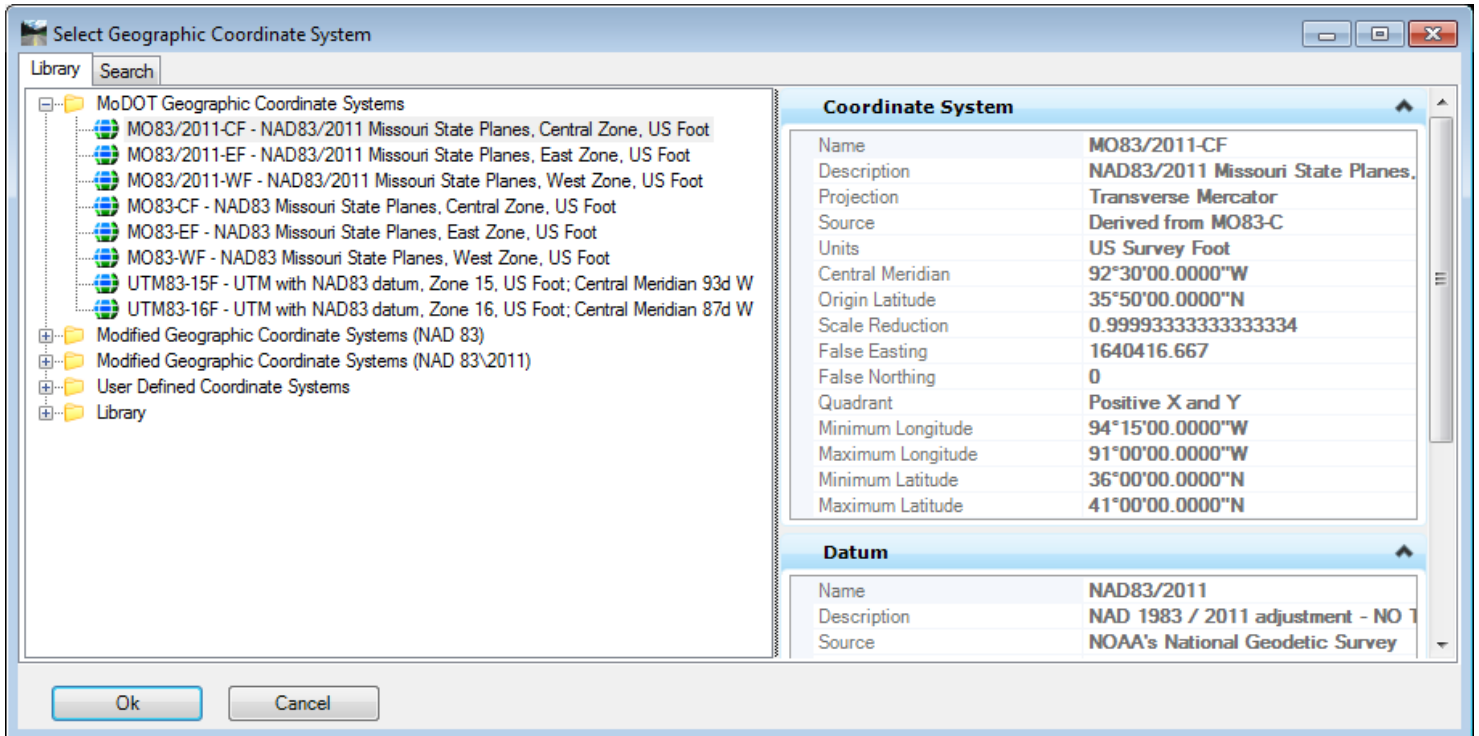 Select Geographic Coordinate System
Library Search
MoDOT Geographic Coordinate Systems
MO83/2011-CF - NAD83/2011 Missouri State Planes, Central Zone, US Foot
MO83/2011-EF - NAD83/2011 Missouri State Planes, East Zone, US Foot
MO83/2011-WF - NAD83/2011 Missouri State Planes, West Zone, US Foot
MO83-CF - NAD83 Missouri State Planes, Central Zone, US Foot
MO83-EF - NAD83 Missouri State Planes, East Zone, US Foot
MO83-WF - NAD83 Missouri State Planes, West Zone, US Foot
UTM83-15F - UTM with NAD83 datum, Zone 15, US Foot; Central Meridian 93d W
UTM83-16F - UTM with NAD83 datum, Zone 16, US Foot; Central Meridian 87d W
Modified Geographic Coordinate Systems (NAD 83)
Modified Geographic Coordinate Systems (NAD 83\2011)
User Defined Coordinate Systems
Library
Coordinate System
Name MO83/2011-CF
Description NAD83/2011 Missouri State Planes,
Projection Transverse Mercator
Source Derived from MO83-C
Units US Survey Foot
Central Meridian 92°30'00.0000"W
Origin Latitude 35°50'00.0000"N
Scale Reduction 0.99993333333333334
False Easting 1640416.667
False Northing 0
Quadrant Positive X and Y
Minimum Longitude 94°15'00.0000"W
Maximum Longitude 91°00'00.0000"W
Minimum Latitude 36°00'00.0000"N
Maximum Latitude 41°00'00.0000"N
Datum
Name NAD83/2011
Description NAD 1983 / 2011 adjustment - NO T
Source NOAA's National Geodetic Survey
Ok Cancel